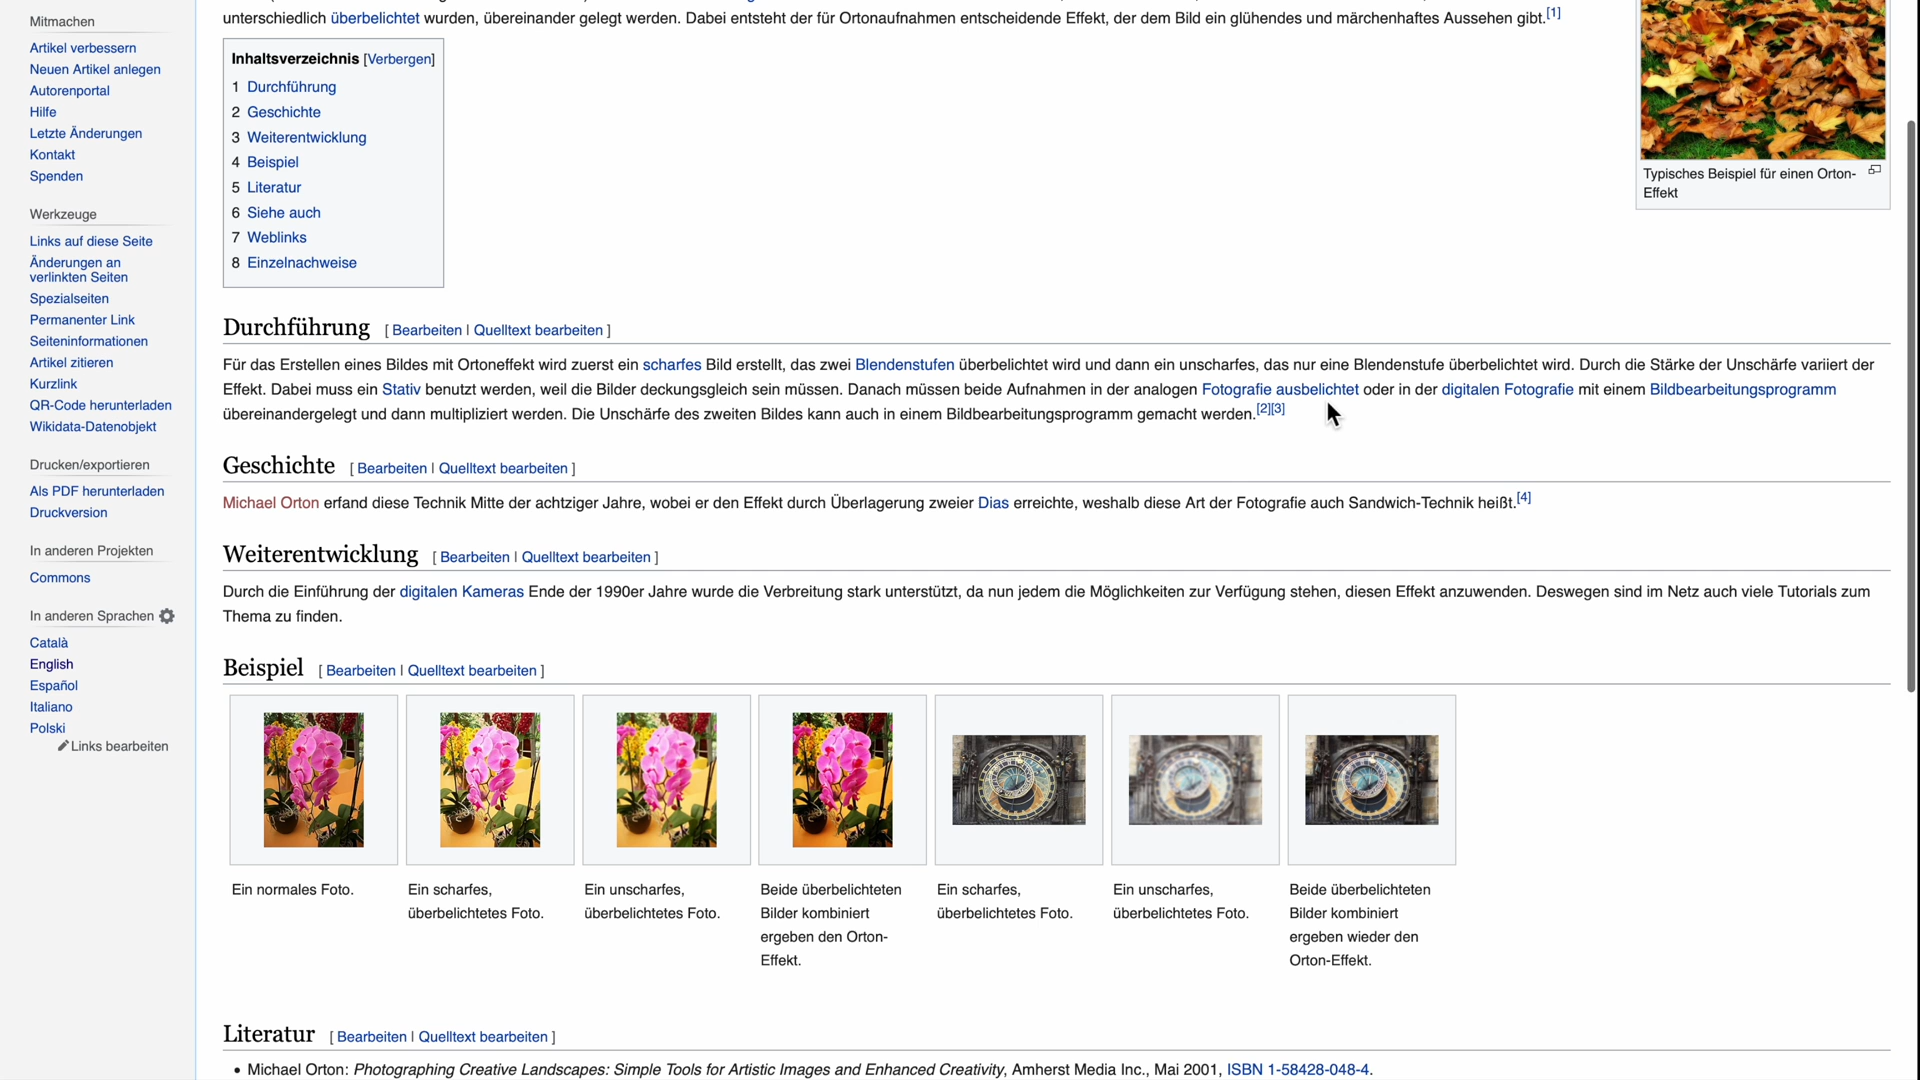 Mitmachen
Artikel verbessern
Neuen Artikel anlegen
Autorenportal
Hilfe
Letzte Änderungen
Kontakt
Spenden
Werkzeuge
Links auf diese Seite
Änderungen an
verlinkten Seiten
Spezialseiten
Permanenter Link
Seiteninformationen
Artikel zitieren
Kurzlink
QR-Code herunterladen
Wikidata-Datenobjekt
Drucken/exportieren
Als PDF herunterladen
Druckversion
In anderen Projekten
Commons
In anderen Sprachen
Català
English
Español
Italiano
Polski
Links bearbeiten
unterschiedlich überbelichtet wurden, übereinander gelegt werden. Dabei entsteht der für Ortonaufnahmen entscheidende Effekt, der dem Bild ein glühendes und märchenhaftes Aussehen gibt.[1]
Inhaltsverzeichnis [Verbergen]
1 Durchführung
2 Geschichte
3 Weiterentwicklung
4 Beispiel
5 Literatur
6 Siehe auch
7 Weblinks
8 Einzelnachweise
Typisches Beispiel für einen Orton-
Effekt
Durchführung [ Bearbeiten | Quelltext bearbeiten ]
Für das Erstellen eines Bildes mit Ortoneffekt wird zuerst ein scharfes Bild erstellt, das zwei Blendenstufen überbelichtet wird und dann ein unscharfes, das nur eine Blendenstufe überbelichtet wird. Durch die Stärke der Unschärfe variiert der
Effekt. Dabei muss ein Stativ benutzt werden, weil die Bilder deckungsgleich sein müssen. Danach müssen beide Aufnahmen in der analogen Fotografie ausbelichtet oder in der digitalen Fotografie mit einem Bildbearbeitungsprogramm
übereinandergelegt und dann multipliziert werden. Die Unschärfe des zweiten Bildes kann auch in einem Bildbearbeitungsprogramm gemacht werden.[2][3]
Geschichte [ Bearbeiten | Quelltext bearbeiten ]
Michael Orton erfand diese Technik Mitte der achtziger Jahre, wobei er den Effekt durch Überlagerung zweier Dias erreichte, weshalb diese Art der Fotografie auch Sandwich-Technik heißt.[4]
Weiterentwicklung [ Bearbeiten | Quelltext bearbeiten ]
Durch die Einführung der digitalen Kameras Ende der 1990er Jahre wurde die Verbreitung stark unterstützt, da nun jedem die Möglichkeiten zur Verfügung stehen, diesen Effekt anzuwenden. Deswegen sind im Netz auch viele Tutorials zum
Thema zu finden.
Beispiel [ Bearbeiten | Quelltext bearbeiten ]
Ein normales Foto.
Ein scharfes,
überbelichtetes Foto.
Ein unscharfes,
überbelichtetes Foto.
Beide überbelichteten
Bilder kombiniert
ergeben den Orton-
Effekt.
Ein scharfes,
überbelichtetes Foto.
Ein unscharfes,
überbelichtetes Foto.
Beide überbelichteten
Bilder kombiniert
ergeben wieder den
Orton-Effekt.
Literatur [ Bearbeiten | Quelltext bearbeiten ]
• Michael Orton: Photographing Creative Landscapes: Simple Tools for Artistic Images and Enhanced Creativity, Amherst Media Inc., Mai 2001, ISBN 1-58428-048-4.